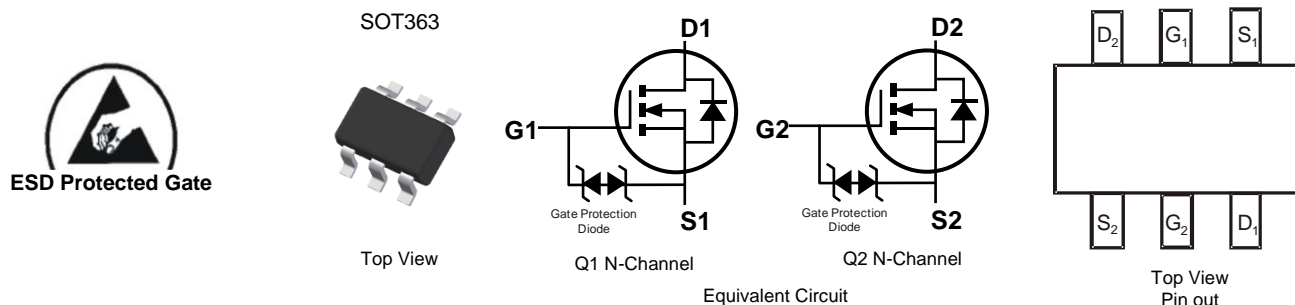 ESD Protected Gate
SOT363
Top View
D1
G1
Gate Protection
Diode
S1
Q1 N-Channel
D2
G2
Gate Protection
Diode
S2
Q2 N-Channel
Equivalent Circuit
D₂ G₁ S₁
S₂ G₂ D₁
Top View
Pin out